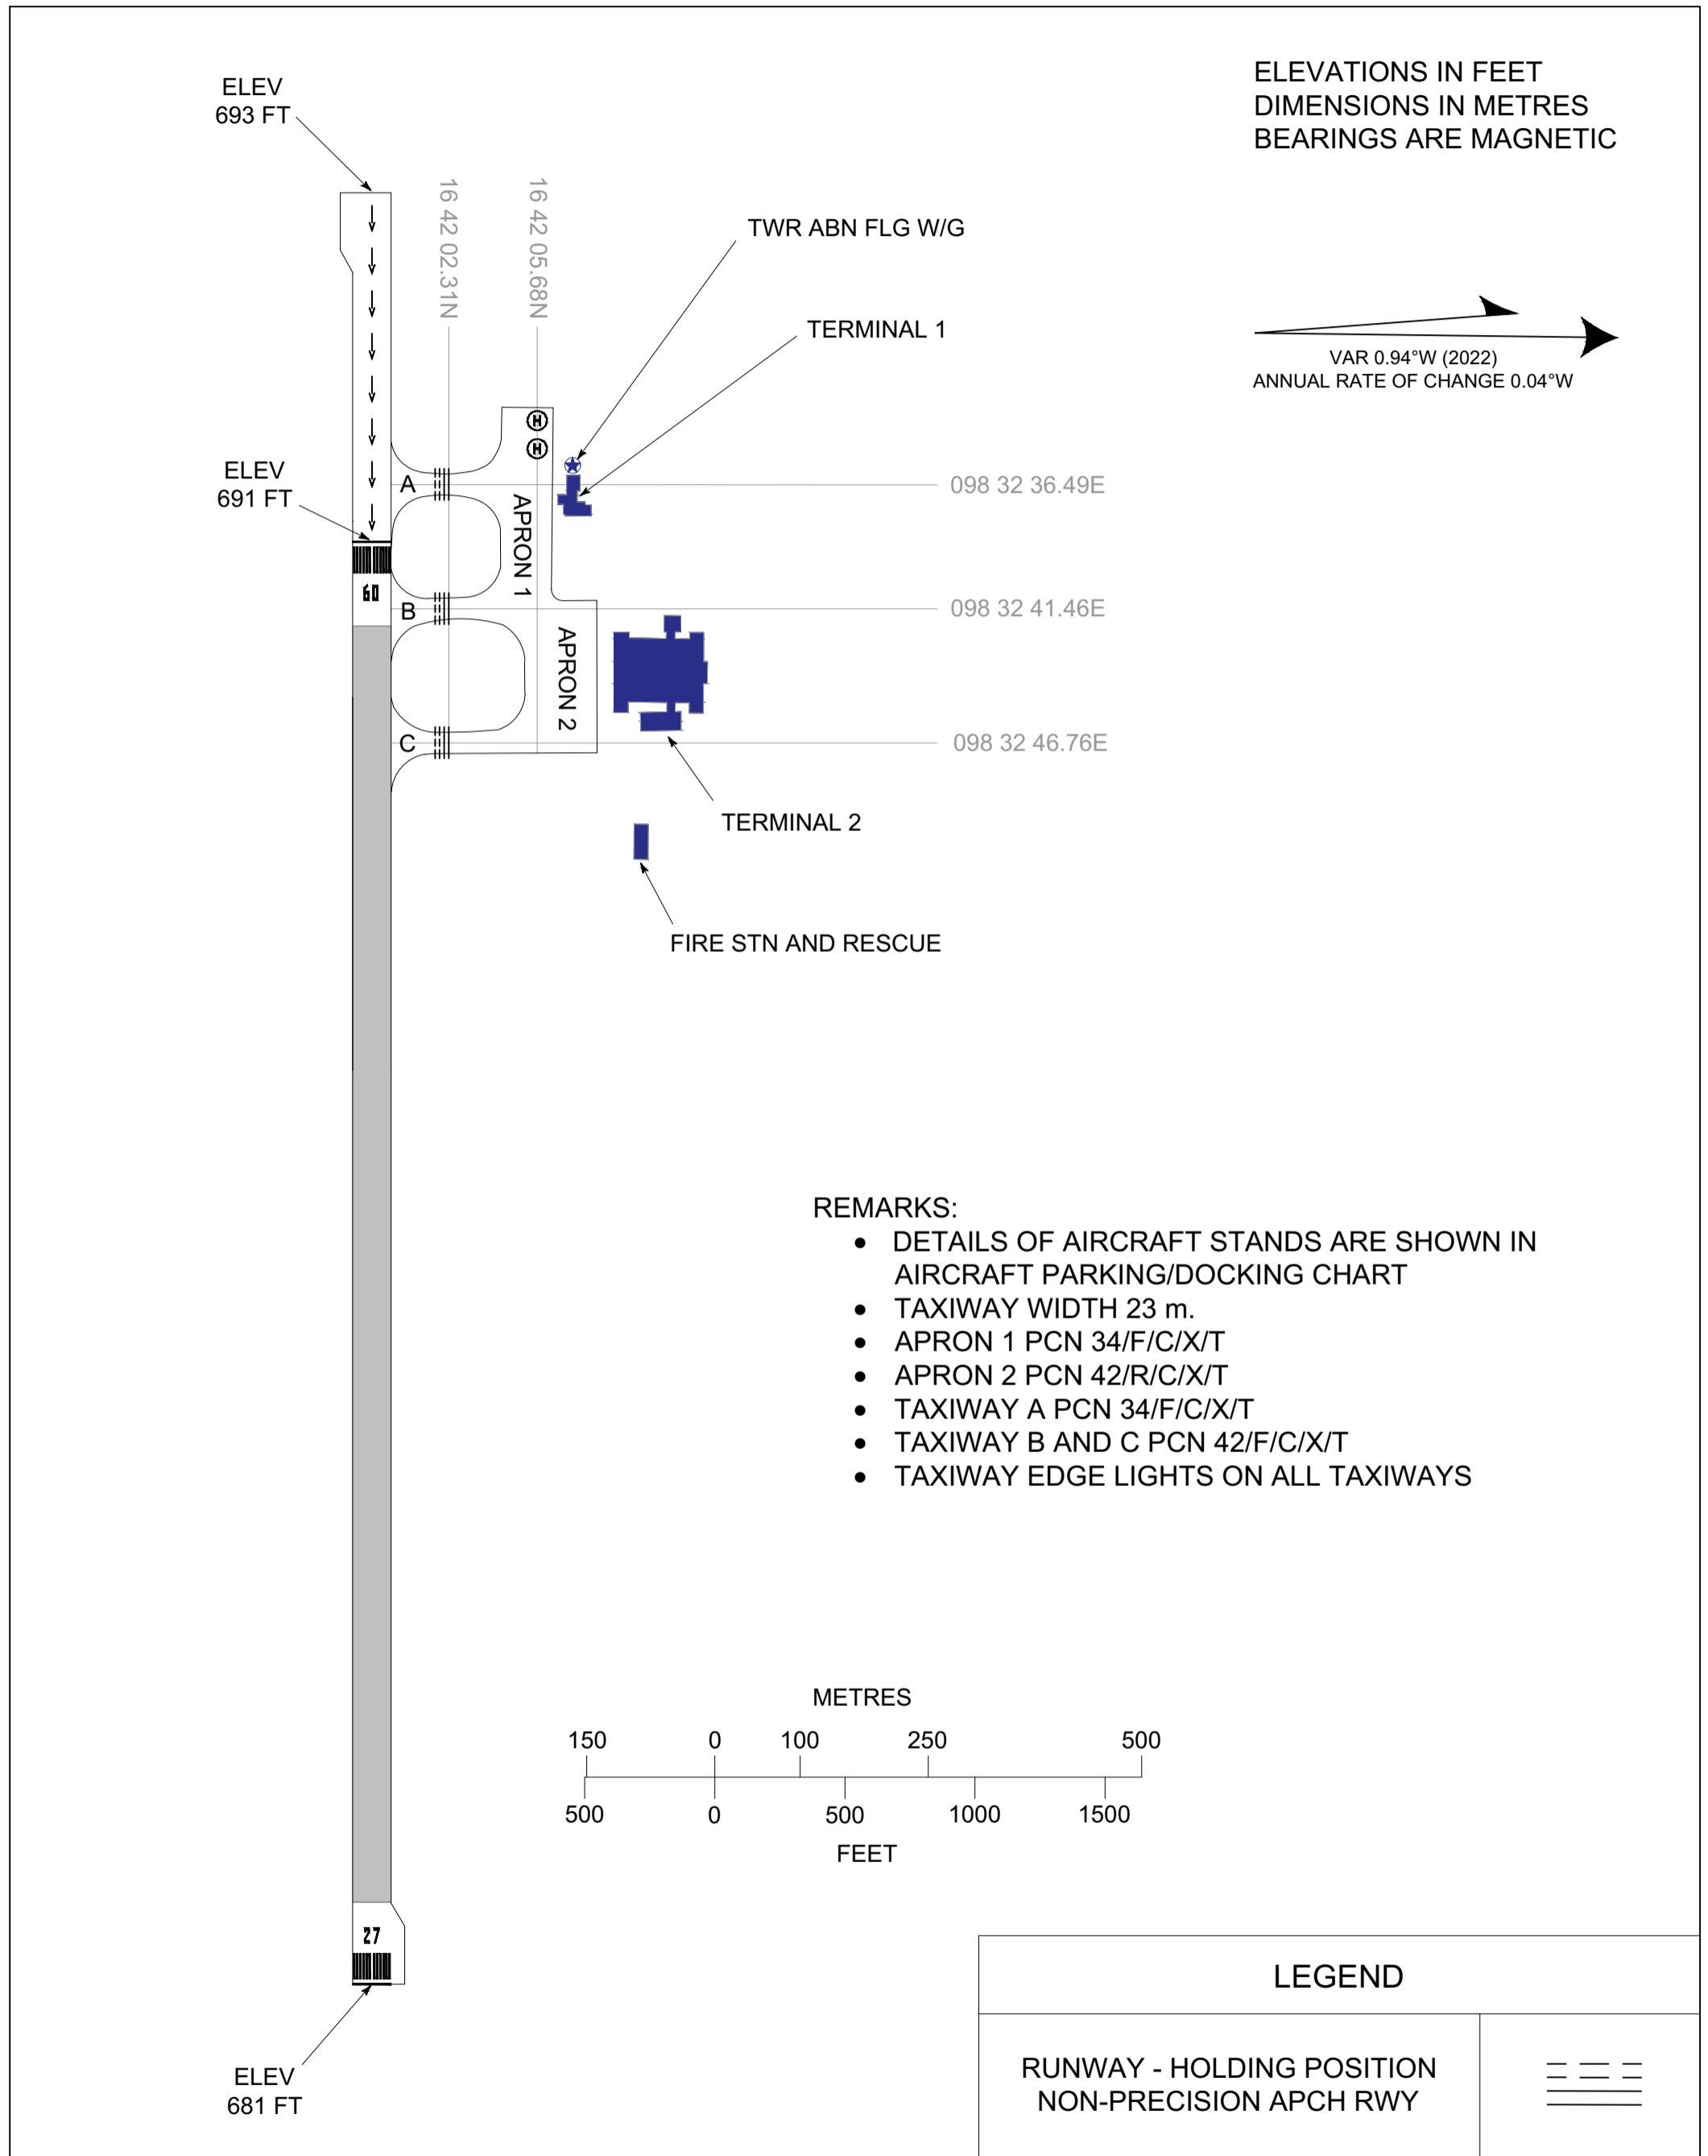 ELEVATIONS IN FEET
DIMENSIONS IN METRES
BEARINGS ARE MAGNETIC
ELEV
693 FT
16 42 02.31N
16 42 05.68N
TWR ABN FLG W/G
TERMINAL 1
VAR 0.94°W (2022)
ANNUAL RATE OF CHANGE 0.04°W
H
H
ELEV
691 FT
A
098 32 36.49E
APRON 1
09
B
098 32 41.46E
APRON 2
C
098 32 46.76E
TERMINAL 2
FIRE STN AND RESCUE
REMARKS:
• DETAILS OF AIRCRAFT STANDS ARE SHOWN IN
AIRCRAFT PARKING/DOCKING CHART
• TAXIWAY WIDTH 23 m.
• APRON 1 PCN 34/F/C/X/T
• APRON 2 PCN 42/R/C/X/T
• TAXIWAY A PCN 34/F/C/X/T
• TAXIWAY B AND C PCN 42/F/C/X/T
• TAXIWAY EDGE LIGHTS ON ALL TAXIWAYS
METRES
150 0 100 250 500
500 0 500 1000 1500
FEET
27
ELEV
681 FT
LEGEND
RUNWAY - HOLDING POSITION
NON-PRECISION APCH RWY